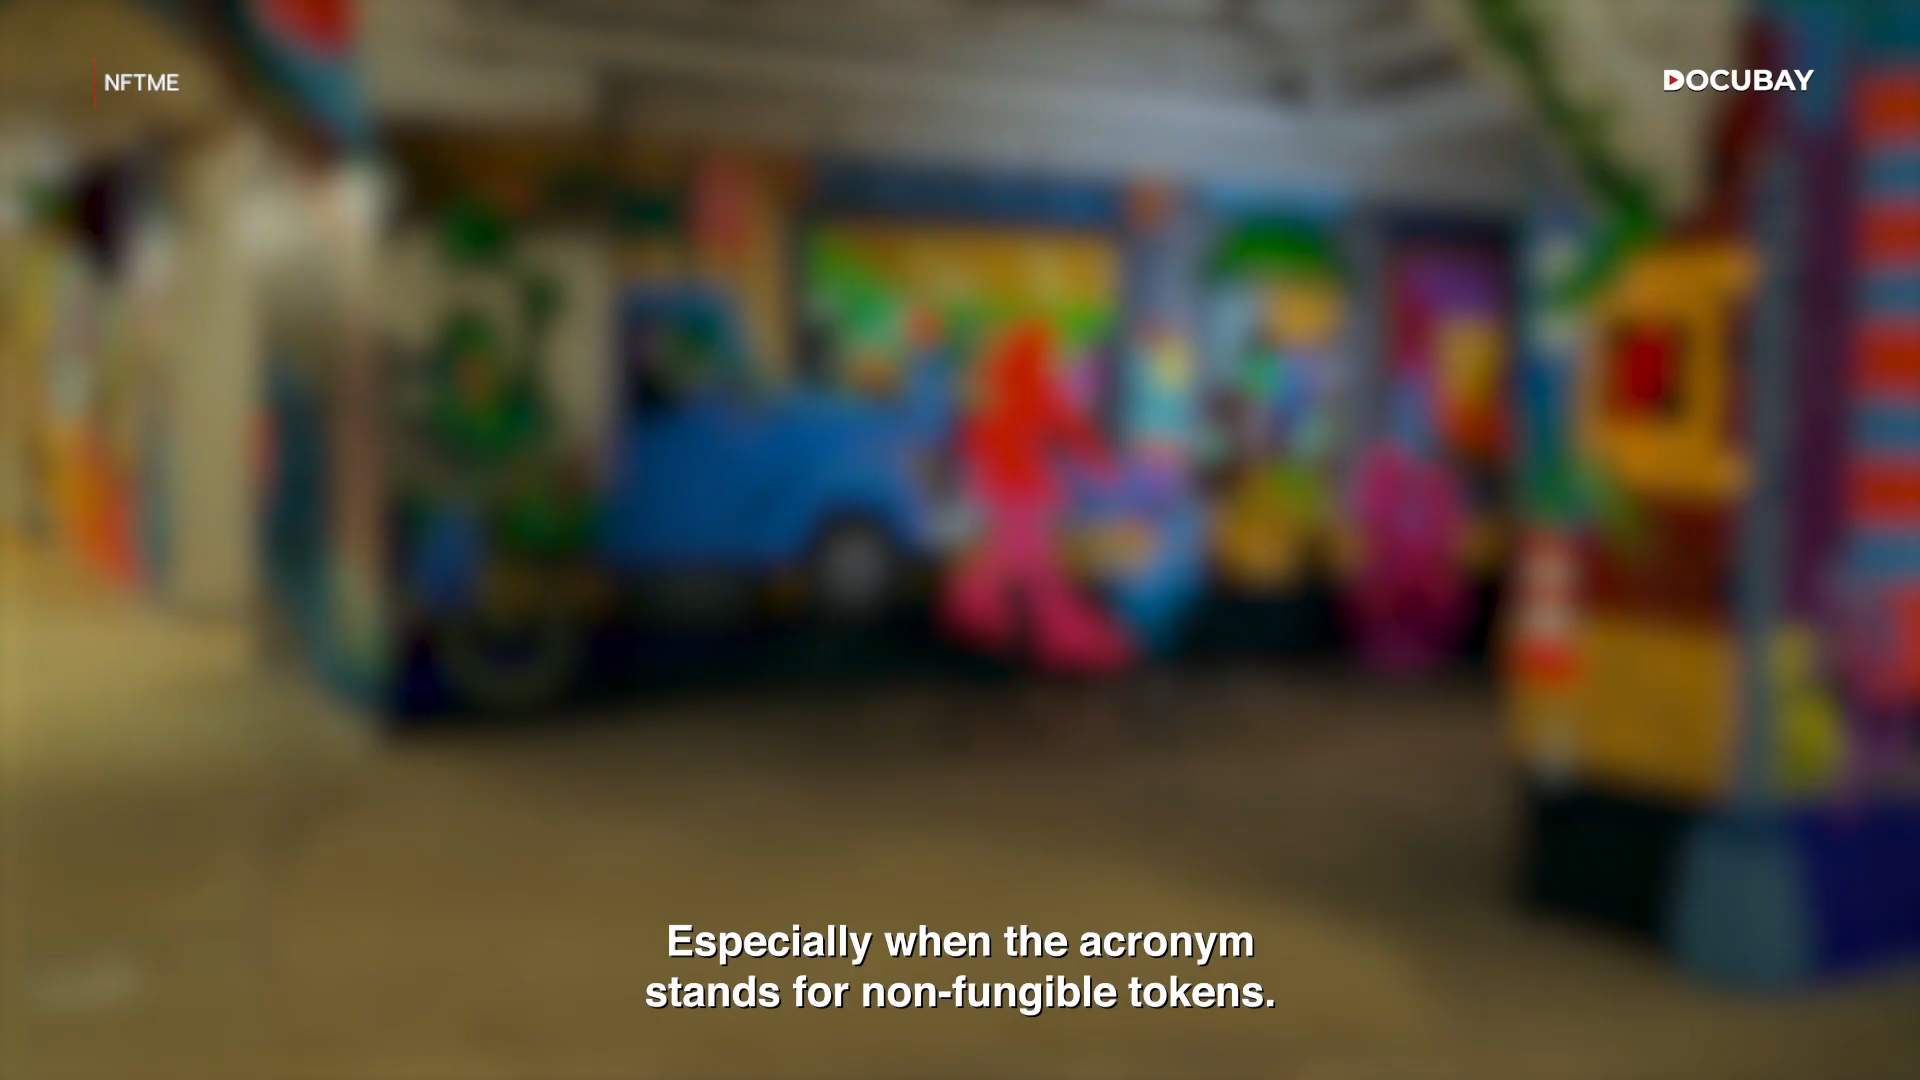 NFTME
DOCUBAY
Especially when the acronym
stands for non-fungible tokens.